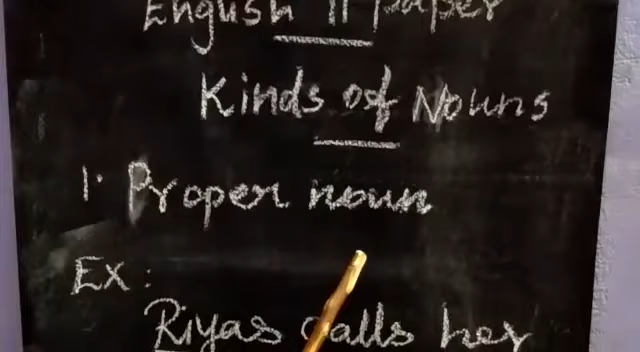 English II paper
Kinds of Nouns
1. Proper noun
Ex:
Riyas calls her